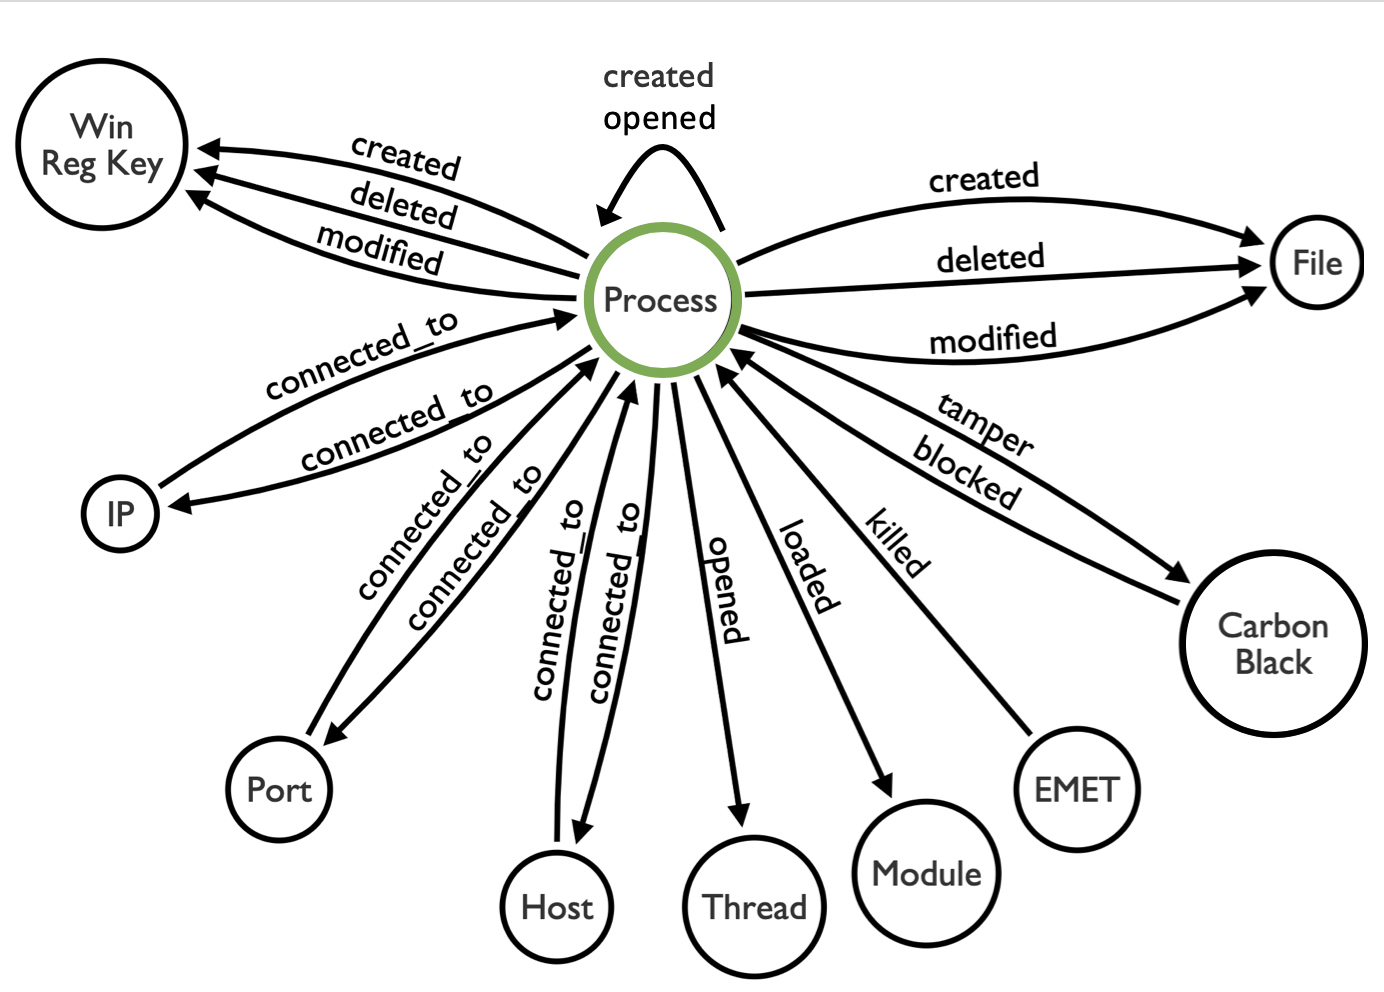 created
opened
Win
Reg Key
created
deleted
modified
created
deleted
modified
File
Process
connected_to
connected_to
IP
connected_to
connected_to
connected_to
connected_to
opened
loaded
killed
tamper
blocked
Carbon
Black
Port
Host
Thread
Module
EMET